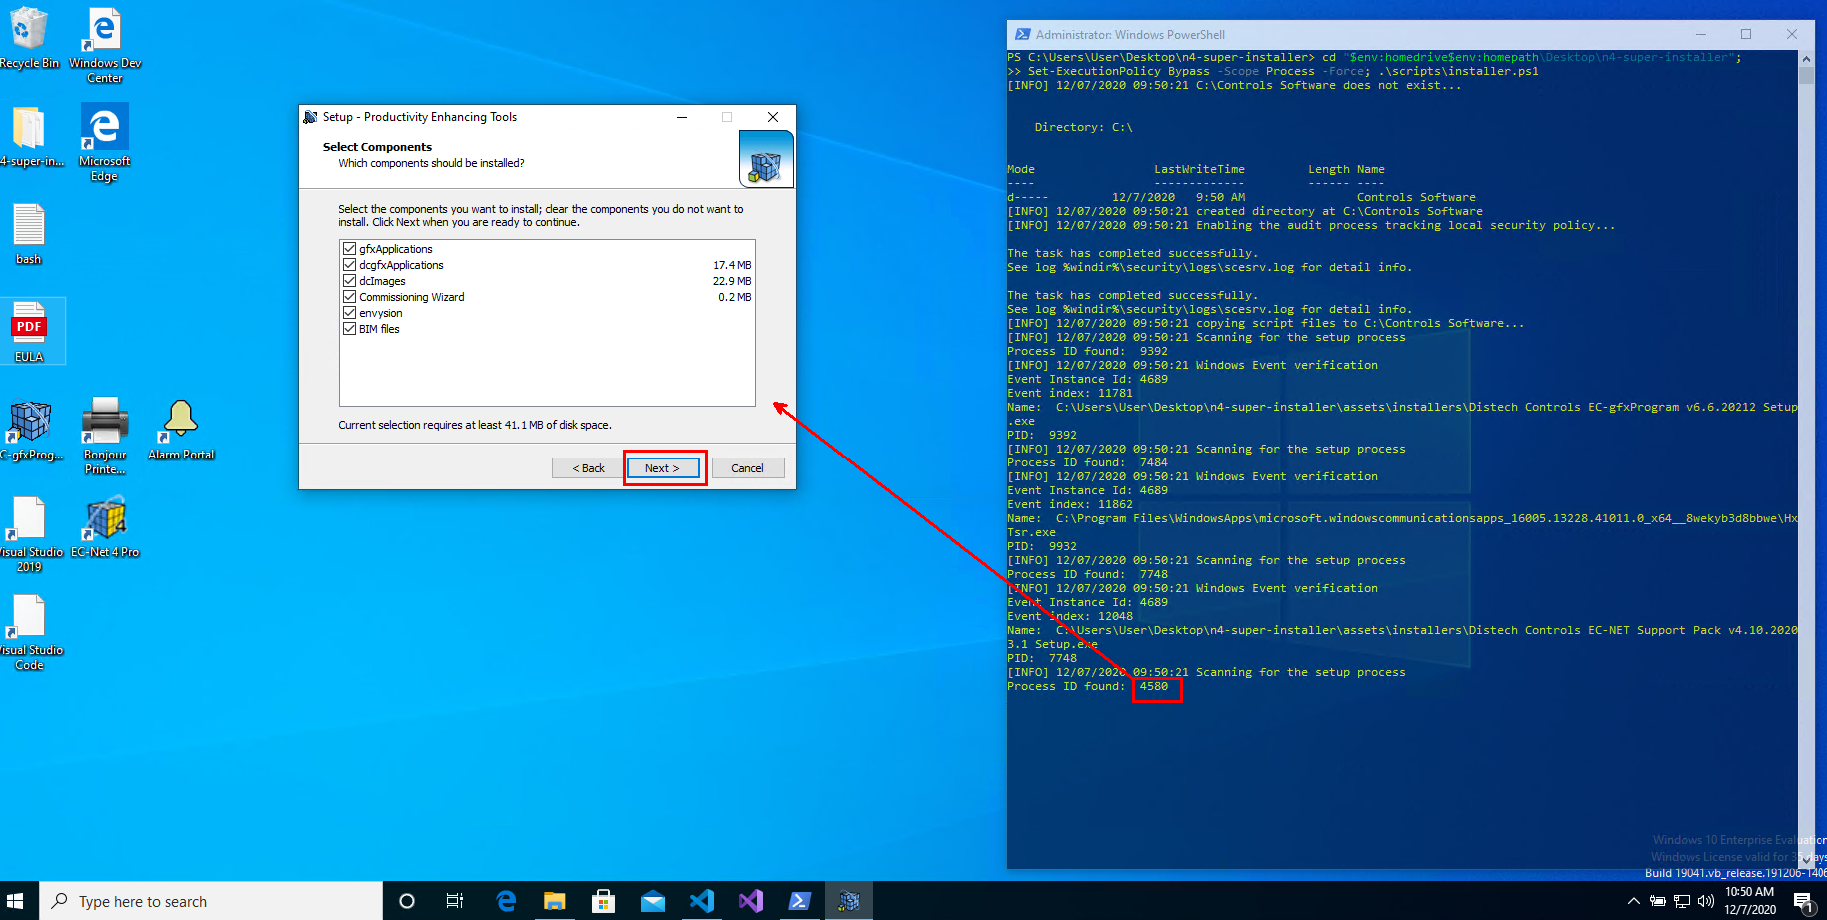 Recycle Bin
Windows Dev
Center
4-super-in...
Microsoft
Edge
bash
PDF
EULA
C-gfxProg...
Bonjour
Printe...
Alarm Portal
Visual Studio
2019
EC-Net 4 Pro
Visual Studio
Code
Setup - Productivity Enhancing Tools
Select Components
Which components should be installed?
Select the components you want to install; clear the components you do not want to
install. Click Next when you are ready to continue.
gfxApplications
dcgfxApplications 17.4 MB
dcImages 22.9 MB
Commissioning Wizard 0.2 MB
envysion
BIM files
Current selection requires at least 41.1 MB of disk space.
< Back Next > Cancel
Administrator: Windows PowerShell
PS C:\Users\User\Desktop\n4-super-installer> cd "$env:homedrive$env:homepath\Desktop\n4-super-installer";
>> Set-ExecutionPolicy Bypass -Scope Process -Force; .\scripts\installer.ps1
[INFO] 12/07/2020 09:50:21 C:\Controls Software does not exist...
Directory: C:\
Mode LastWriteTime Length Name
---- ------------- ------ ----
d----- 12/7/2020 9:50 AM Controls Software
[INFO] 12/07/2020 09:50:21 created directory at C:\Controls Software
[INFO] 12/07/2020 09:50:21 Enabling the audit process tracking local security policy...
The task has completed successfully.
See log %windir%\security\logs\scesrv.log for detail info.
The task has completed successfully.
See log %windir%\security\logs\scesrv.log for detail info.
[INFO] 12/07/2020 09:50:21 copying script files to C:\Controls Software...
[INFO] 12/07/2020 09:50:21 Scanning for the setup process
Process ID found: 9392
[INFO] 12/07/2020 09:50:21 Windows Event verification
Event Instance Id: 4689
Event index: 11781
Name: C:\Users\User\Desktop\n4-super-installer\assets\installers\Distech Controls EC-gfxProgram v6.6.20212 Setup
.exe
PID: 9392
[INFO] 12/07/2020 09:50:21 Scanning for the setup process
Process ID found: 7484
[INFO] 12/07/2020 09:50:21 Windows Event verification
Event Instance Id: 4689
Event index: 11862
Name: C:\Program Files\WindowsApps\microsoft.windowscommunicationsapps_16005.13228.41011.0_x64__8wekyb3d8bbwe\Hx
Tsr.exe
PID: 9932
[INFO] 12/07/2020 09:50:21 Scanning for the setup process
Process ID found: 7748
[INFO] 12/07/2020 09:50:21 Windows Event verification
Event Instance Id: 4689
Event index: 12048
Name: C:\Users\User\Desktop\n4-super-installer\assets\installers\Distech Controls EC-NET Support Pack v4.10.2020
3.1 Setup.exe
PID: 7748
[INFO] 12/07/2020 09:50:21 Scanning for the setup process
Process ID found: 4580
Windows 10 Enterprise Evaluation
Windows License valid for 35 days
Build 19041.vb_release.191206-1406
Type here to search
10:50 AM
12/7/2020
1